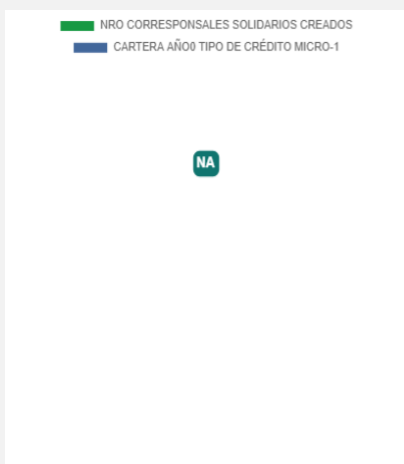 NRO CORRESPONSALES SOLIDARIOS CREADOS
CARTERA AÑO0 TIPO DE CRÉDITO MICRO-1
NA